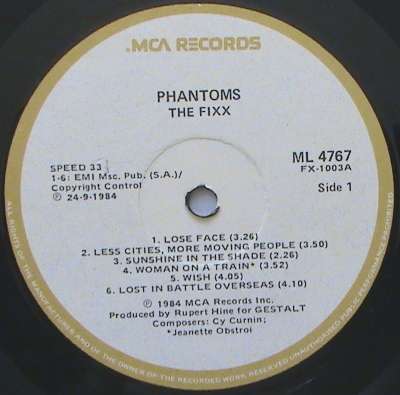 .MCA RECORDS
PHANTOMS
THE FIXX
SPEED 33
1-6: EMI Msc. Pub. (S.A.)/
Copyright Control
℗ 24-9-1984
ML 4767
FX-1003A
Side 1
1. LOSE FACE (3.26)
2. LESS CITIES, MORE MOVING PEOPLE (3.50)
3. SUNSHINE IN THE SHADE (2.26)
4. WOMAN ON A TRAIN* (3.52)
5. WISH (4.05)
6. LOST IN BATTLE OVERSEAS (4.10)
℗ 1984 MCA Records Inc.
Produced by Rupert Hine for GESTALT
Composers: Cy Curnin;
*Jeanette Obstroi
ALL RIGHTS OF THE MANUFACTURER AND OF THE OWNER OF THE RECORDED WORK RESERVED UNAUTHORISED PUBLIC PERFORMANCE PROHIBITED